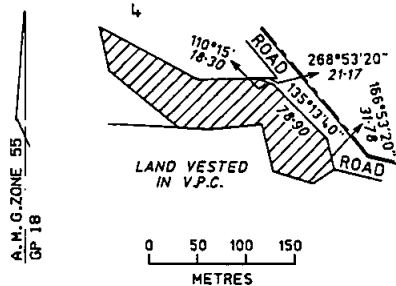 4
ROAD
110°15'
18·30
268°53'20"
21·17
135°13'40"
78·90
166°53'20"
31·78
ROAD
LAND VESTED
IN V.P.C.
A.M.G.ZONE 55
GP 18
0 50 100 150
METRES